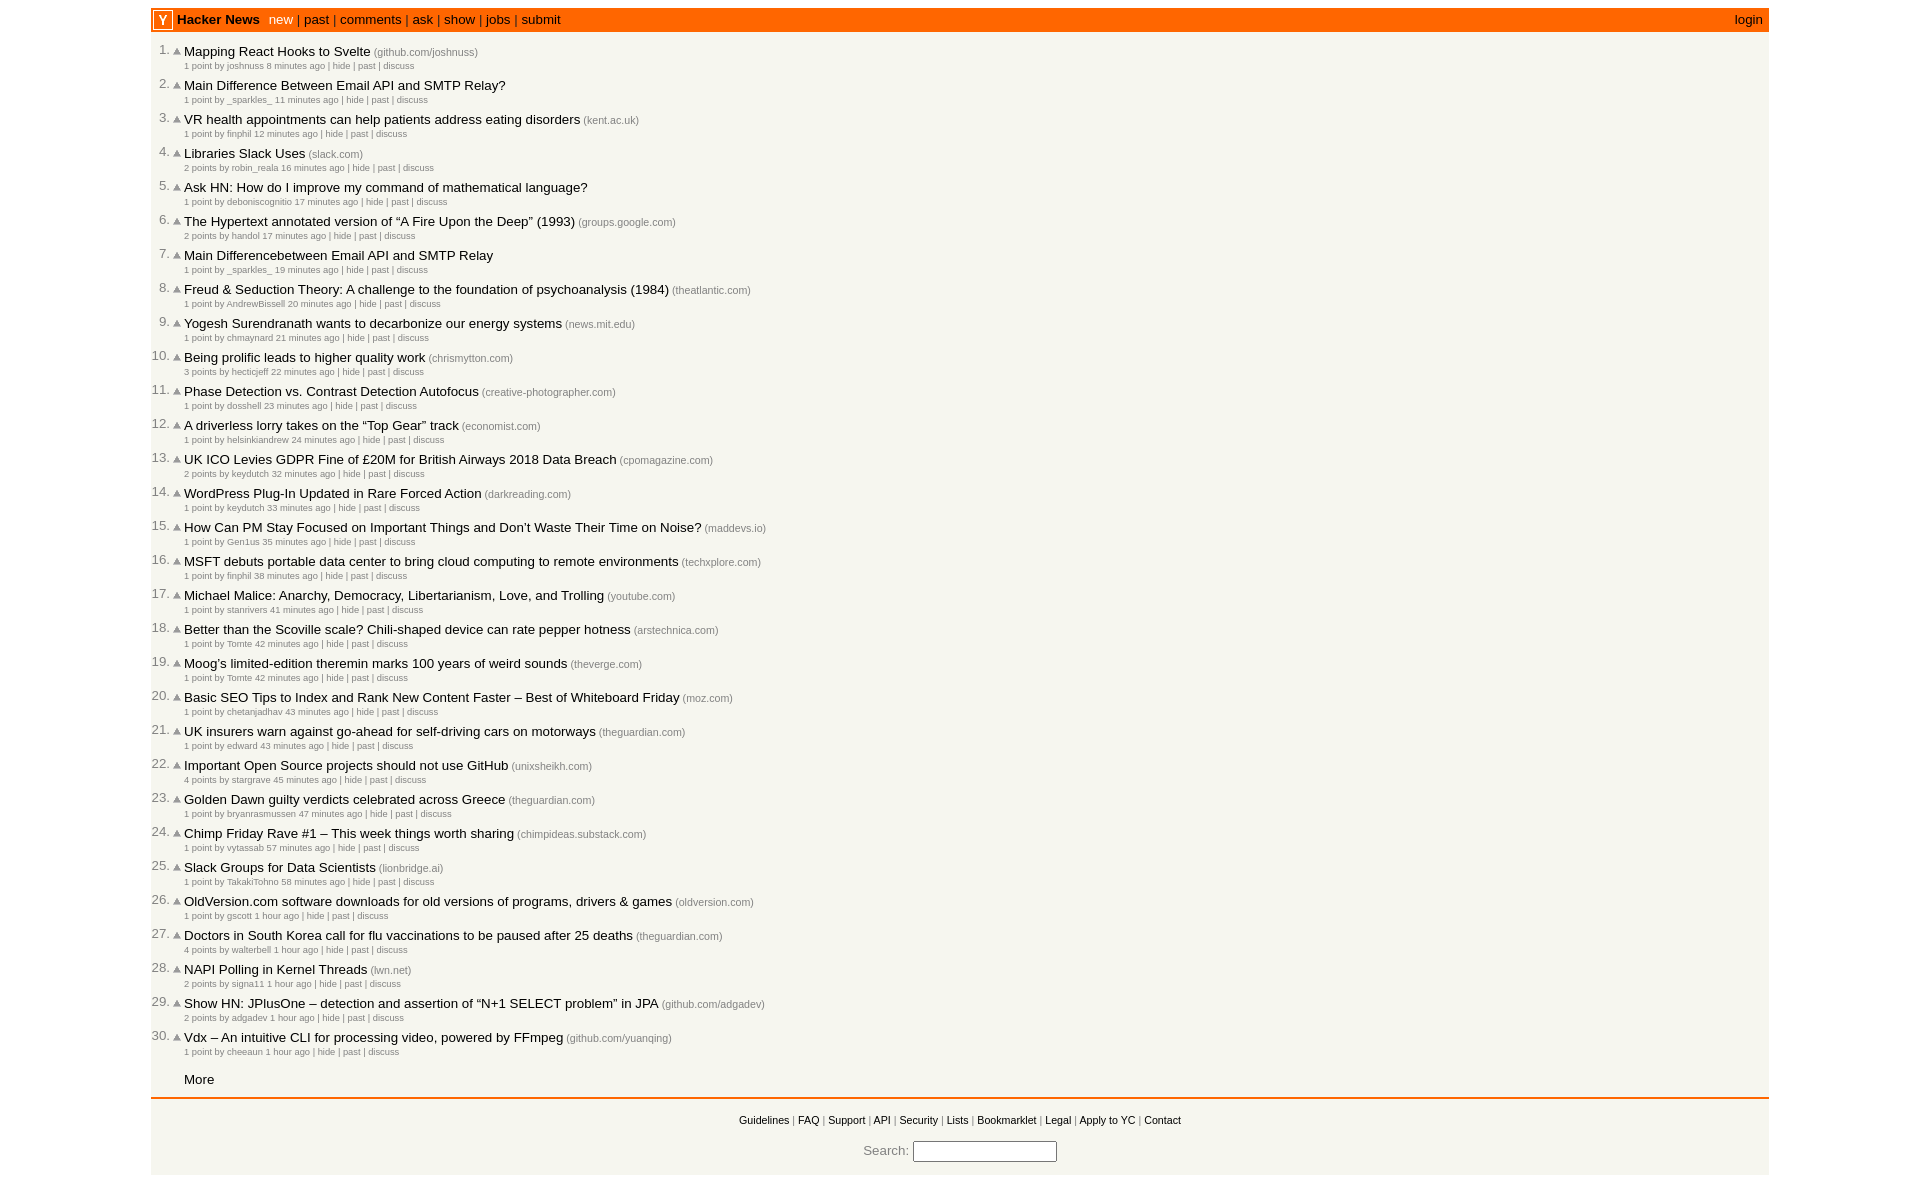 Y Hacker News new | past | comments | ask | show | jobs | submit login
1. Mapping React Hooks to Svelte (github.com/joshnuss)
1 point by joshnuss 8 minutes ago | hide | past | discuss
2. Main Difference Between Email API and SMTP Relay?
1 point by _sparkles_ 11 minutes ago | hide | past | discuss
3. VR health appointments can help patients address eating disorders (kent.ac.uk)
1 point by finphil 12 minutes ago | hide | past | discuss
4. Libraries Slack Uses (slack.com)
2 points by robin_reala 16 minutes ago | hide | past | discuss
5. Ask HN: How do I improve my command of mathematical language?
1 point by deboniscognitio 17 minutes ago | hide | past | discuss
6. The Hypertext annotated version of “A Fire Upon the Deep” (1993) (groups.google.com)
2 points by handol 17 minutes ago | hide | past | discuss
7. Main Differencebetween Email API and SMTP Relay
1 point by _sparkles_ 19 minutes ago | hide | past | discuss
8. Freud & Seduction Theory: A challenge to the foundation of psychoanalysis (1984) (theatlantic.com)
1 point by AndrewBissell 20 minutes ago | hide | past | discuss
9. Yogesh Surendranath wants to decarbonize our energy systems (news.mit.edu)
1 point by chmaynard 21 minutes ago | hide | past | discuss
10. Being prolific leads to higher quality work (chrismytton.com)
3 points by hecticjeff 22 minutes ago | hide | past | discuss
11. Phase Detection vs. Contrast Detection Autofocus (creative-photographer.com)
1 point by dosshell 23 minutes ago | hide | past | discuss
12. A driverless lorry takes on the “Top Gear” track (economist.com)
1 point by helsinkiandrew 24 minutes ago | hide | past | discuss
13. UK ICO Levies GDPR Fine of £20M for British Airways 2018 Data Breach (cpomagazine.com)
2 points by keydutch 32 minutes ago | hide | past | discuss
14. WordPress Plug-In Updated in Rare Forced Action (darkreading.com)
1 point by keydutch 33 minutes ago | hide | past | discuss
15. How Can PM Stay Focused on Important Things and Don’t Waste Their Time on Noise? (maddevs.io)
1 point by Gen1us 35 minutes ago | hide | past | discuss
16. MSFT debuts portable data center to bring cloud computing to remote environments (techxplore.com)
1 point by finphil 38 minutes ago | hide | past | discuss
17. Michael Malice: Anarchy, Democracy, Libertarianism, Love, and Trolling (youtube.com)
1 point by stanrivers 41 minutes ago | hide | past | discuss
18. Better than the Scoville scale? Chili-shaped device can rate pepper hotness (arstechnica.com)
1 point by Tomte 42 minutes ago | hide | past | discuss
19. Moog’s limited-edition theremin marks 100 years of weird sounds (theverge.com)
1 point by Tomte 42 minutes ago | hide | past | discuss
20. Basic SEO Tips to Index and Rank New Content Faster – Best of Whiteboard Friday (moz.com)
1 point by chetanjadhav 43 minutes ago | hide | past | discuss
21. UK insurers warn against go-ahead for self-driving cars on motorways (theguardian.com)
1 point by edward 43 minutes ago | hide | past | discuss
22. Important Open Source projects should not use GitHub (unixsheikh.com)
4 points by stargrave 45 minutes ago | hide | past | discuss
23. Golden Dawn guilty verdicts celebrated across Greece (theguardian.com)
1 point by bryanrasmussen 47 minutes ago | hide | past | discuss
24. Chimp Friday Rave #1 – This week things worth sharing (chimpideas.substack.com)
1 point by vytassab 57 minutes ago | hide | past | discuss
25. Slack Groups for Data Scientists (lionbridge.ai)
1 point by TakakiTohno 58 minutes ago | hide | past | discuss
26. OldVersion.com software downloads for old versions of programs, drivers & games (oldversion.com)
1 point by gscott 1 hour ago | hide | past | discuss
27. Doctors in South Korea call for flu vaccinations to be paused after 25 deaths (theguardian.com)
4 points by walterbell 1 hour ago | hide | past | discuss
28. NAPI Polling in Kernel Threads (lwn.net)
2 points by signa11 1 hour ago | hide | past | discuss
29. Show HN: JPlusOne – detection and assertion of “N+1 SELECT problem” in JPA (github.com/adgadev)
2 points by adgadev 1 hour ago | hide | past | discuss
30. Vdx – An intuitive CLI for processing video, powered by FFmpeg (github.com/yuanqing)
1 point by cheeaun 1 hour ago | hide | past | discuss
More
Guidelines | FAQ | Support | API | Security | Lists | Bookmarklet | Legal | Apply to YC | Contact
Search: